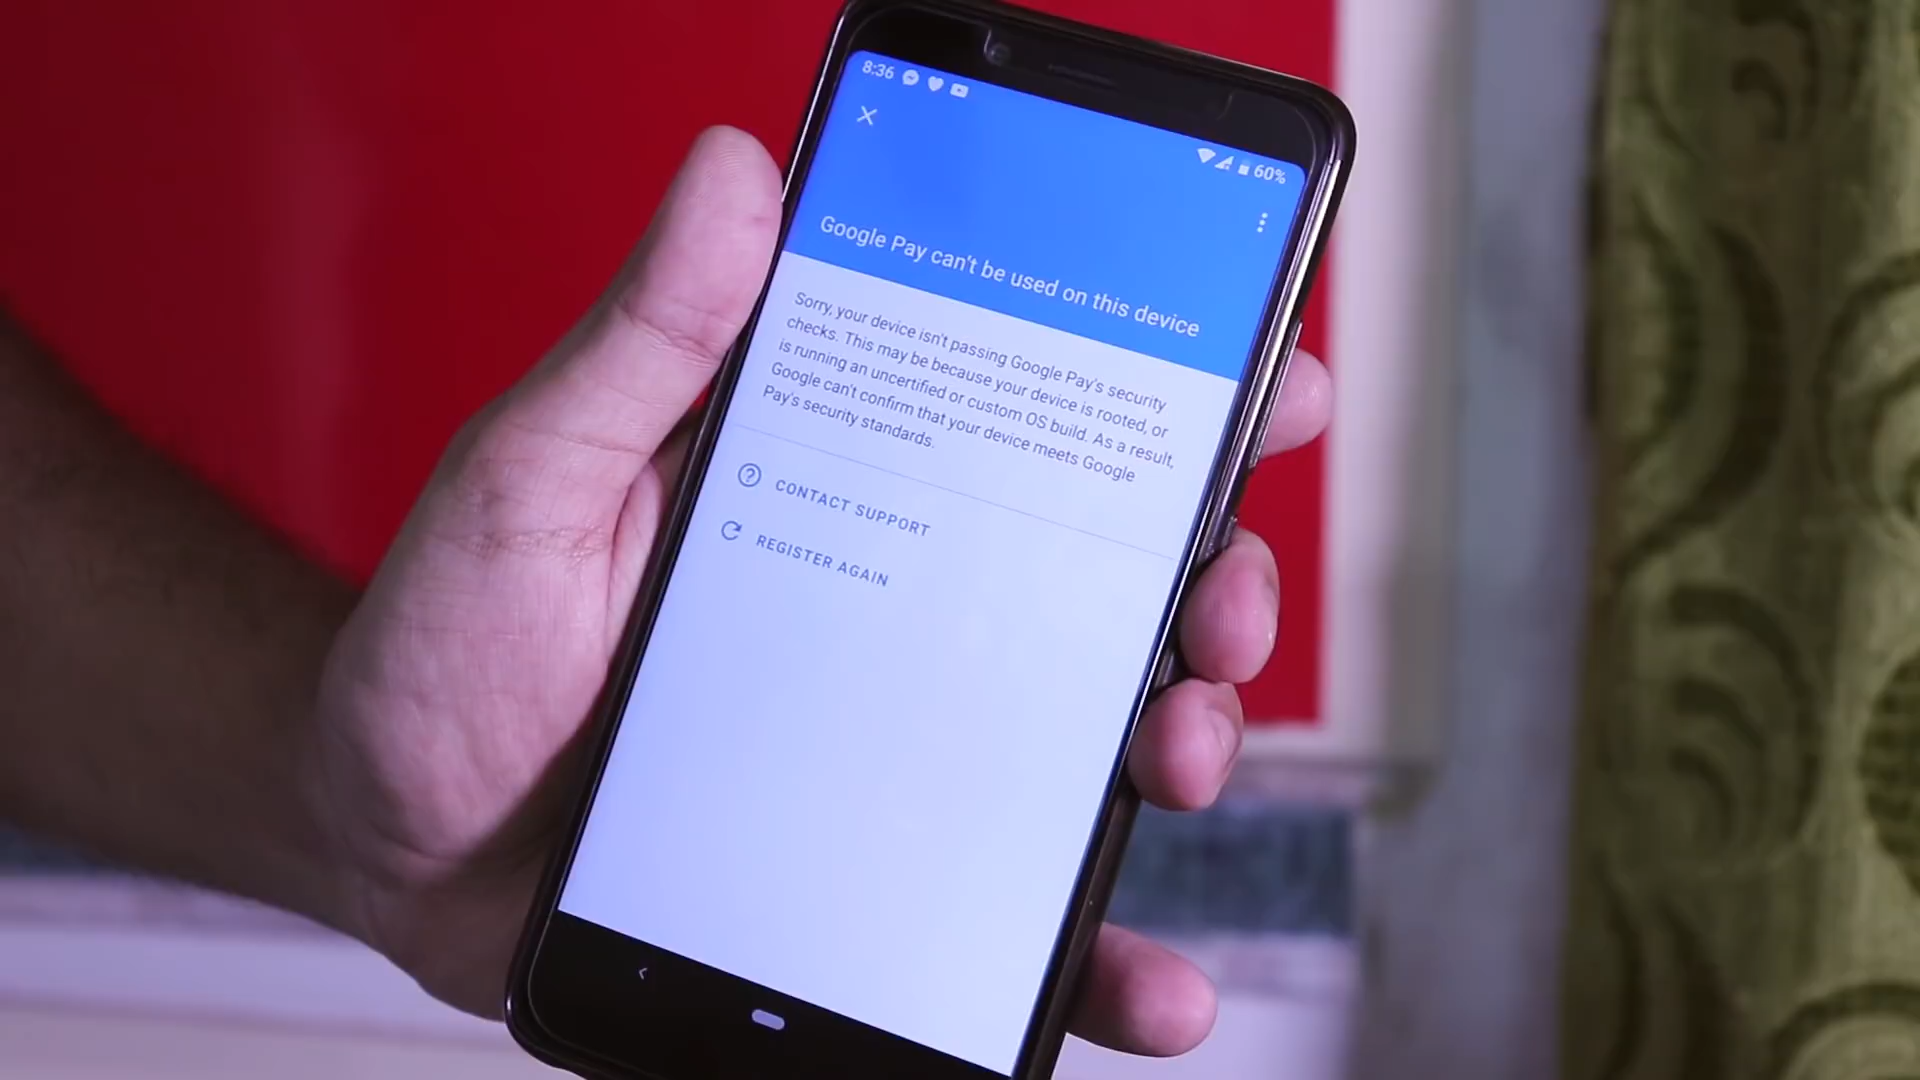 8:36
60%
Google Pay can't be used on this device
Sorry, your device isn't passing Google Pay's security
checks. This may be because your device is rooted, or
is running an uncertified or custom OS build. As a result,
Google can't confirm that your device meets Google
Pay's security standards.
CONTACT SUPPORT
REGISTER AGAIN